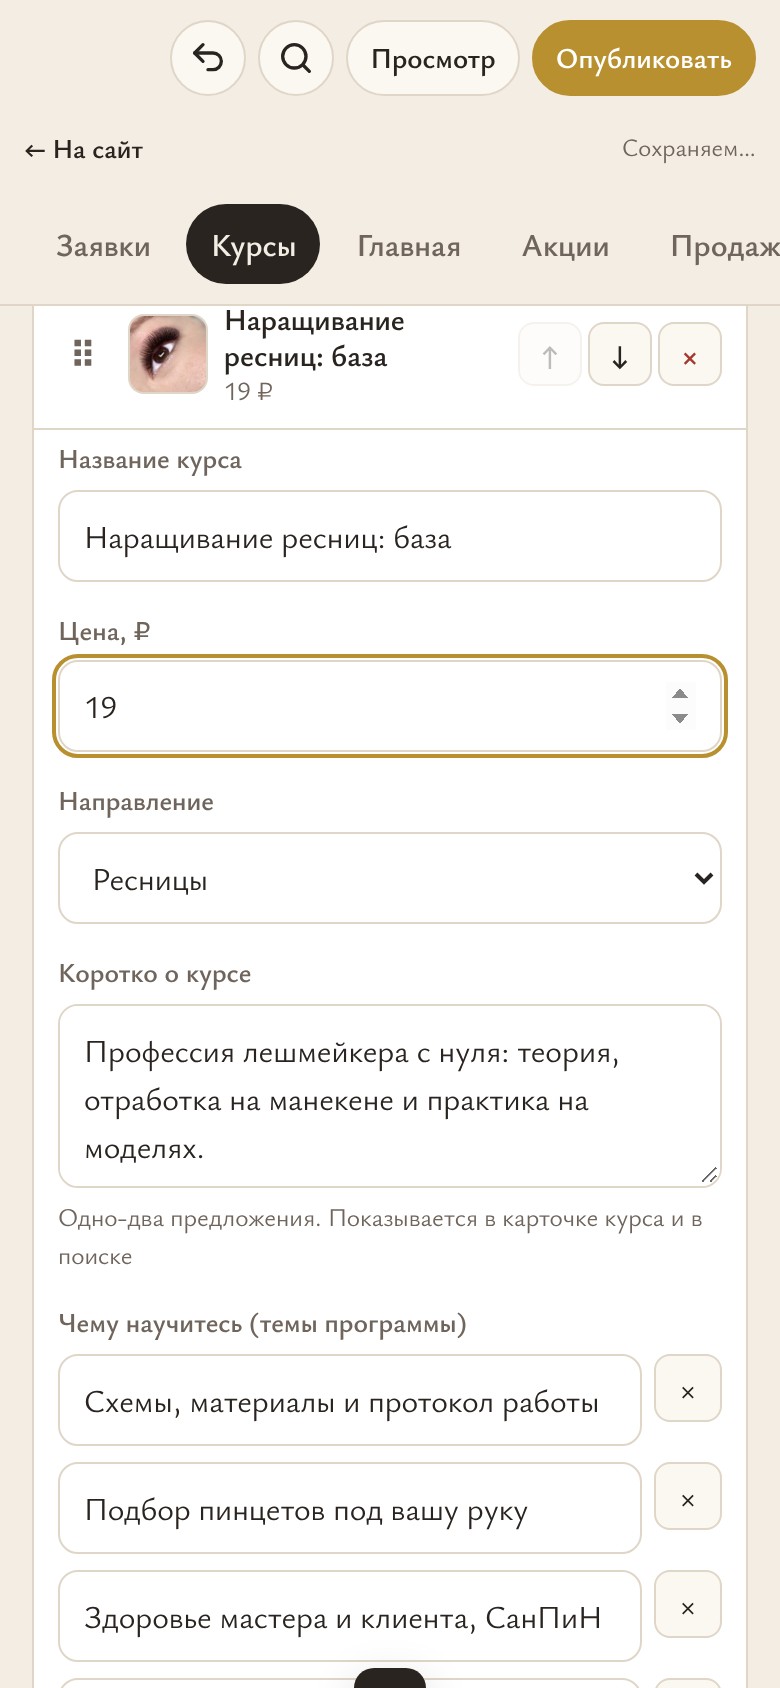 Просмотр
Опубликовать
← На сайт
Сохраняем...
Заявки
Курсы
Главная
Акции
Продаж
Наращивание
ресниц: база
19 ₽
↑
↓
×
Название курса
Наращивание ресниц: база
Цена, ₽
19
Направление
Ресницы
Коротко о курсе
Профессия лешмейкера с нуля: теория,
отработка на манекене и практика на
моделях.
Одно-два предложения. Показывается в карточке курса и в
поиске
Чему научитесь (темы программы)
Схемы, материалы и протокол работы
×
Подбор пинцетов под вашу руку
×
Здоровье мастера и клиента, СанПиН
×